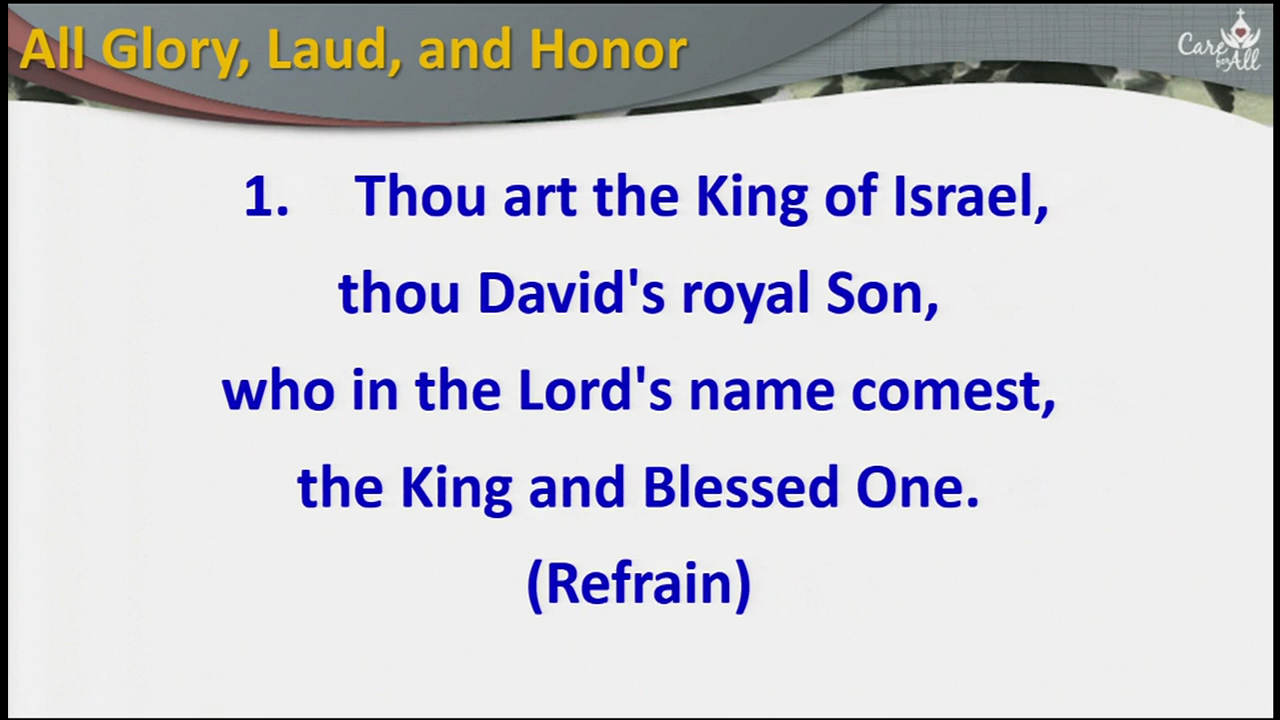 All Glory, Laud, and Honor
Care
for All
1. Thou art the King of Israel,
thou David's royal Son,
who in the Lord's name comest,
the King and Blessed One.
(Refrain)